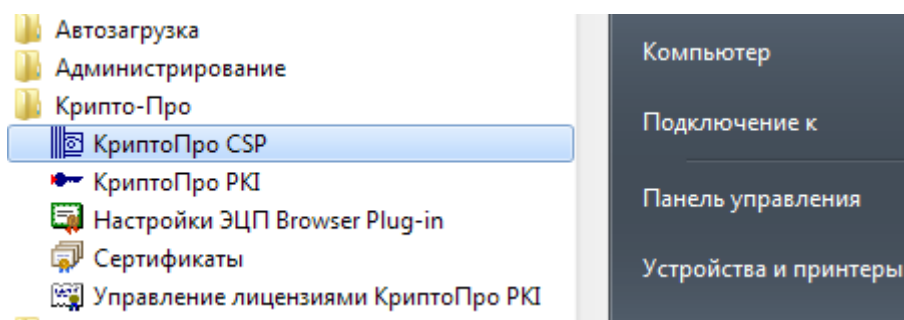 Автозагрузка
Администрирование
Крипто-Про
КриптоПро CSP
КриптоПро PKI
Настройки ЭЦП Browser Plug-in
Сертификаты
Управление лицензиями КриптоПро PKI
Компьютер
Подключение к
Панель управления
Устройства и принтеры